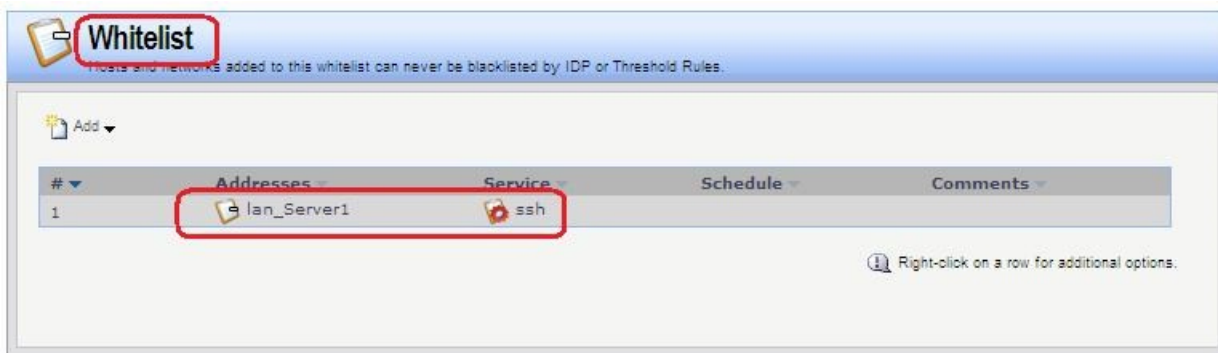 Whitelist
Hosts and networks added to this whitelist can never be blacklisted by IDP or Threshold Rules.
Add
# Addresses Service Schedule Comments
1 lan_Server1 ssh
Right-click on a row for additional options.